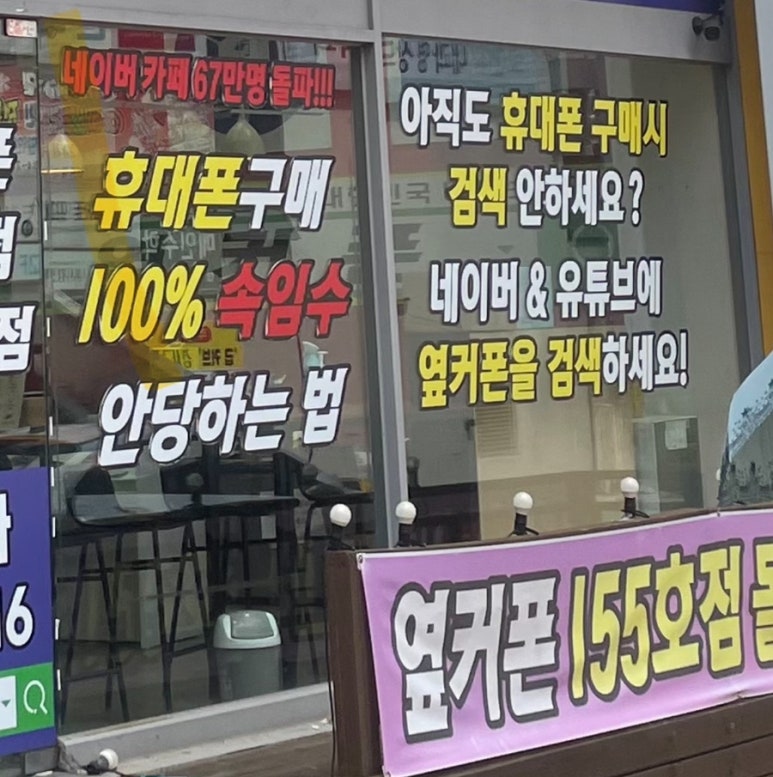 네이버 카페 67만명 돌파!!!
휴대폰구매
100% 속임수
안당하는 법
아직도 휴대폰 구매시
검색 안하세요?
네이버 & 유튜브에
옆커폰을 검색하세요!
점
16
옆커폰 155호점 돌